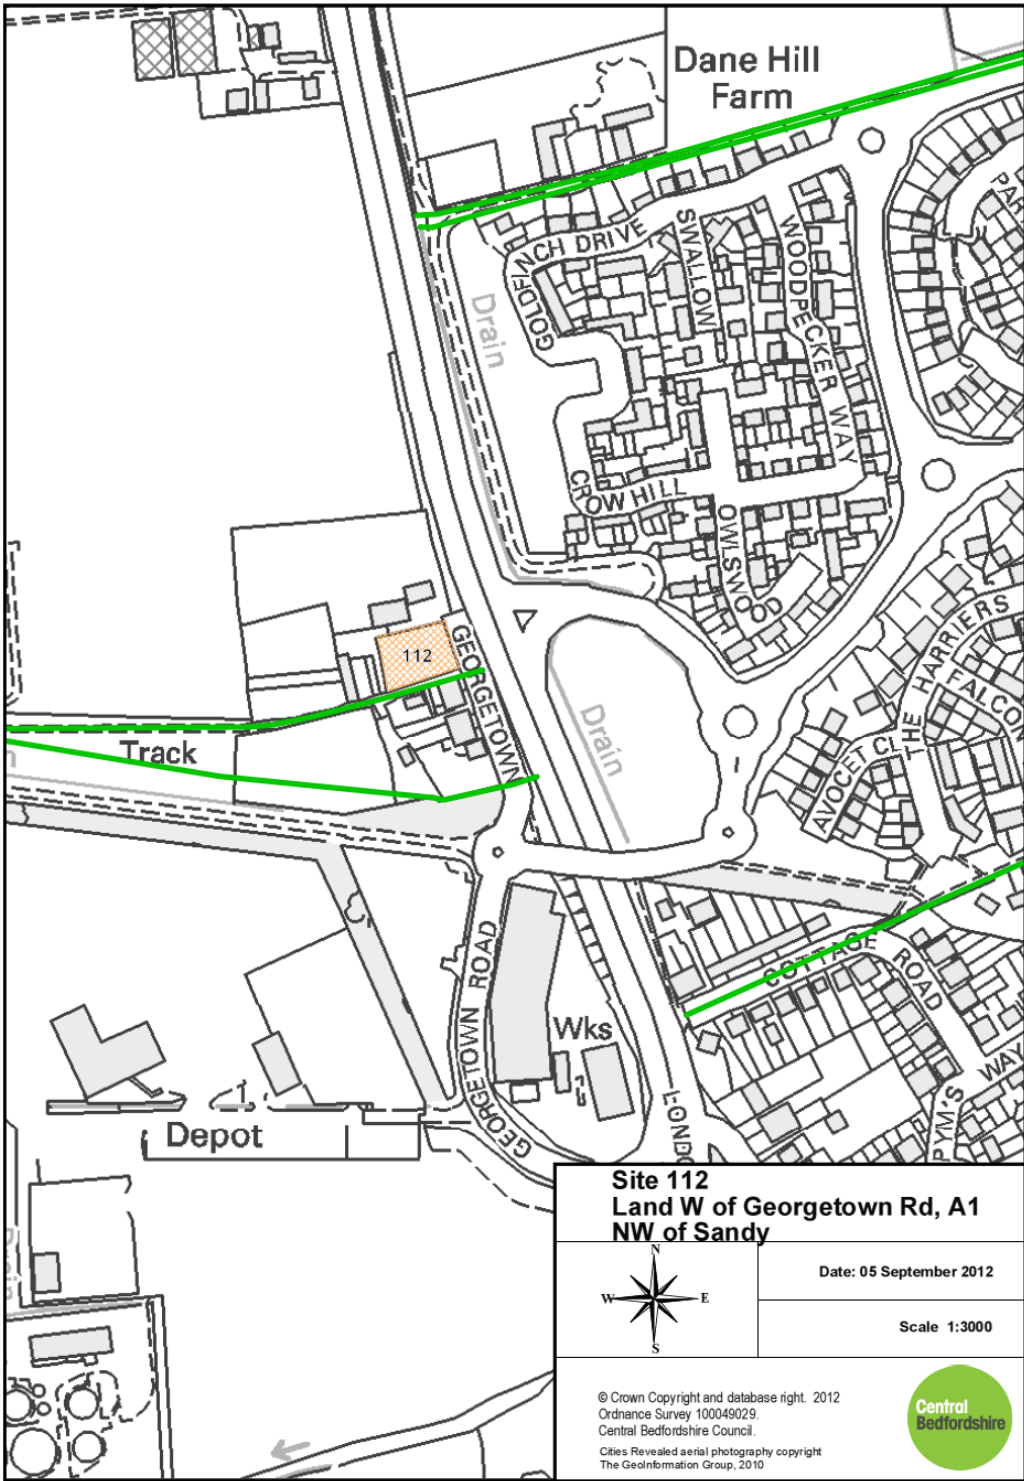 Dane Hill
Farm
PAR
GOLDFINCH DRIVE
SWALLOW
WOODPECKER WAY
Drain
CROW HILL
OWLSWOOD
THE HARRIERS
FALCON
AVOCET CL
112
GEORGETOWN
Track
Drain
COTTAGE ROAD
GEORGETOWN ROAD
Wks
PYM'S WAY
LONDO
Depot
Drain
Site 112
Land W of Georgetown Rd, A1
NW of Sandy
N
W
E
S
Date: 05 September 2012
Scale 1:3000
© Crown Copyright and database right. 2012
Ordnance Survey 100049029.
Central Bedfordshire Council.
Cities Revealed aerial photography copyright
The GeoInformation Group, 2010
Central
Bedfordshire